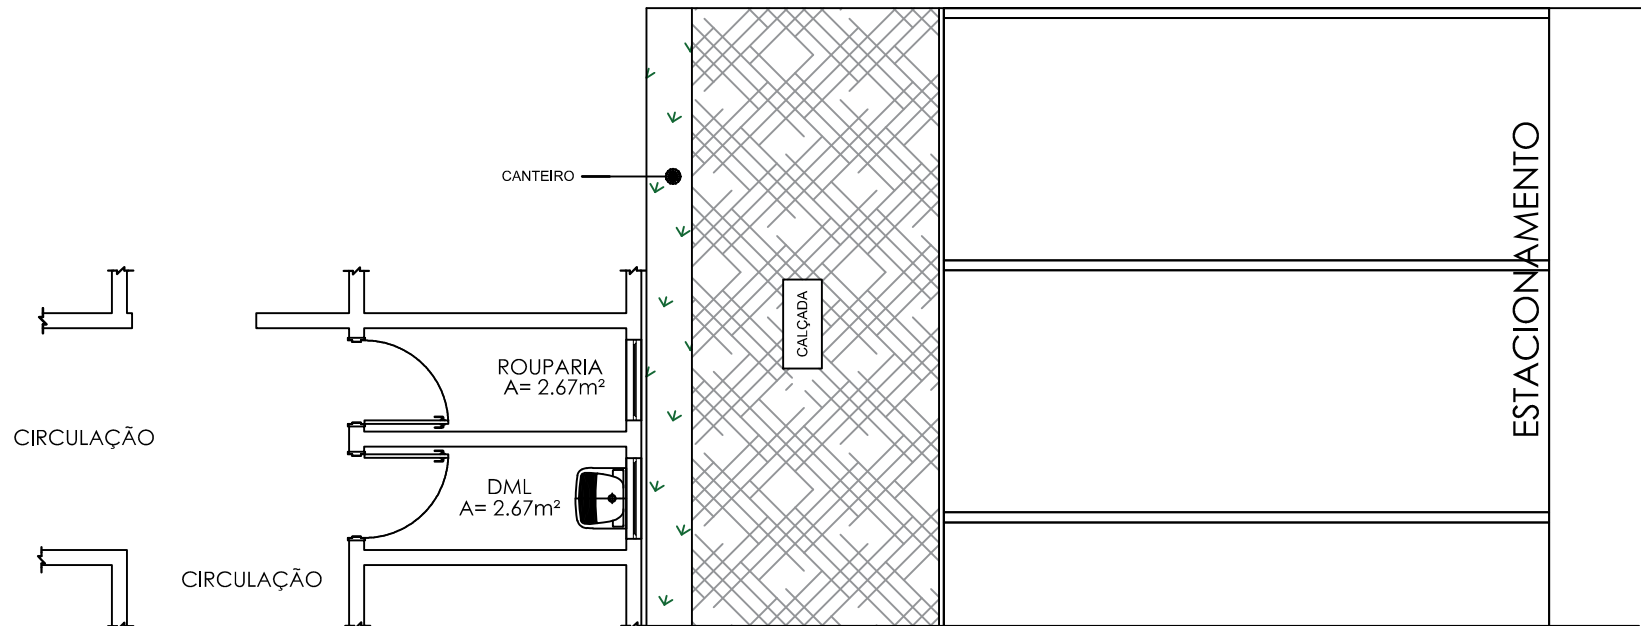 CANTEIRO
ROUPARIA
A= 2.67m²
CIRCULAÇÃO
DML
A= 2.67m²
CIRCULAÇÃO
CALÇADA
ESTACIONAMENTO